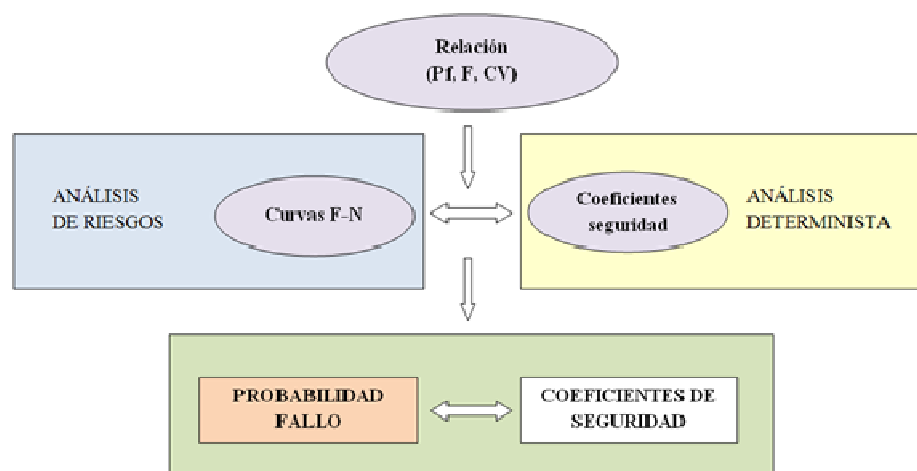 Relación
(Pf, F, CV)
ANÁLISIS
DE RIESGOS
Curvas F-N
Coeficientes
seguridad
ANÁLISIS
DETERMINISTA
PROBABILIDAD
FALLO
COEFICIENTES DE
SEGURIDAD